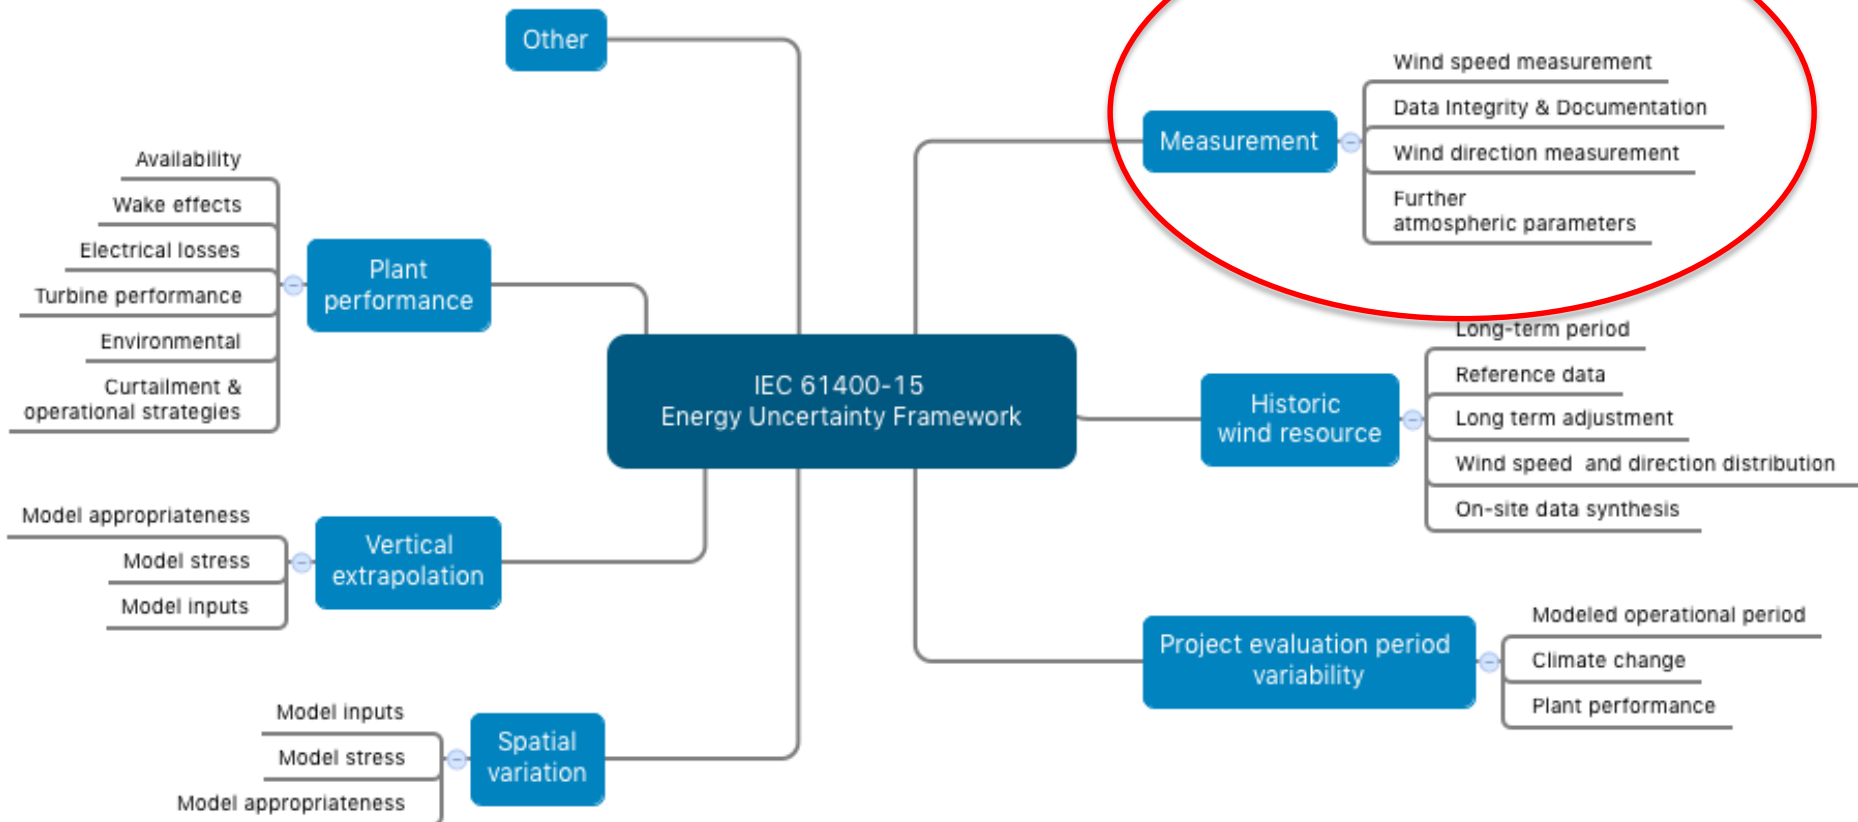 Other
Availability
Wake effects
Electrical losses
Turbine performance
Environmental
Curtailment &
operational strategies
Plant
performance
Model appropriateness
Model stress
Model inputs
Vertical
extrapolation
Model inputs
Model stress
Model appropriateness
Spatial
variation
IEC 61400-15
Energy Uncertainty Framework
Measurement
Wind speed measurement
Data Integrity & Documentation
Wind direction measurement
Further
atmospheric parameters
Historic
wind resource
Long-term period
Reference data
Long term adjustment
Wind speed  and direction distribution
On-site data synthesis
Project evaluation period
variability
Modeled operational period
Climate change
Plant performance